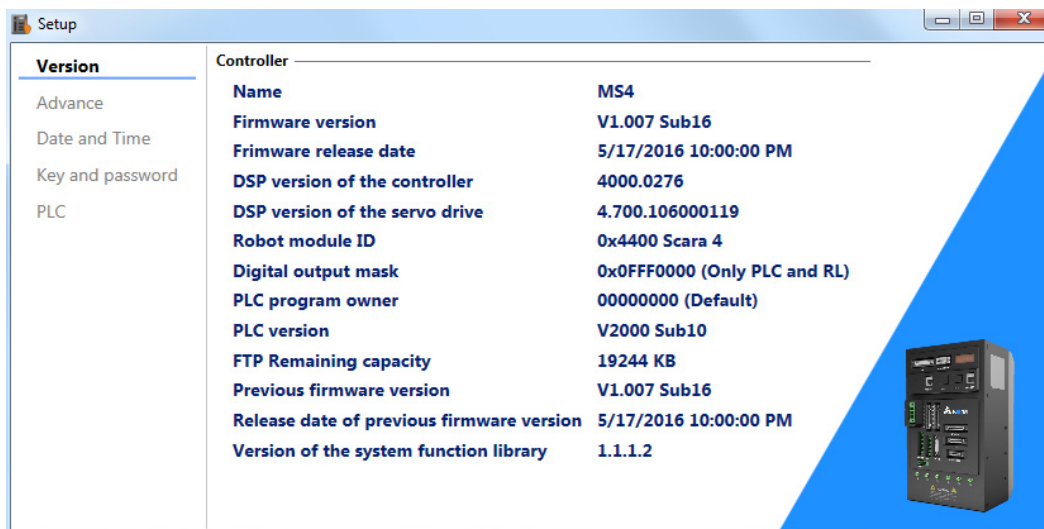 Setup
Version
Advance
Date and Time
Key and password
PLC
Controller
Name MS4
Firmware version V1.007 Sub16
Frimware release date 5/17/2016 10:00:00 PM
DSP version of the controller 4000.0276
DSP version of the servo drive 4.700.106000119
Robot module ID 0x4400 Scara 4
Digital output mask 0x0FFF0000 (Only PLC and RL)
PLC program owner 00000000 (Default)
PLC version V2000 Sub10
FTP Remaining capacity 19244 KB
Previous firmware version V1.007 Sub16
Release date of previous firmware version 5/17/2016 10:00:00 PM
Version of the system function library 1.1.1.2